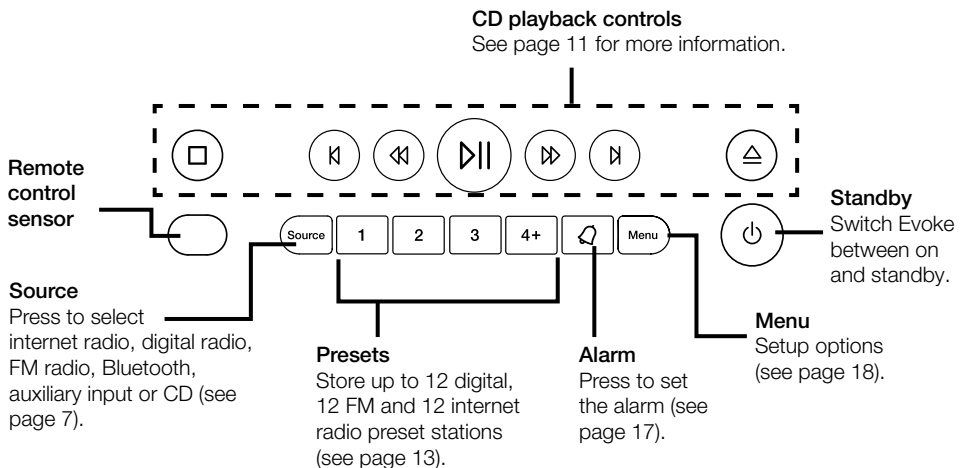 CD playback controls
See page 11 for more information.
Remote
control
sensor
Source
1
2
3
4+
Menu
Standby
Switch Evoke
between on
and standby.
Source
Press to select
internet radio, digital radio,
FM radio, Bluetooth,
auxiliary input or CD (see
page 7).
Presets
Store up to 12 digital,
12 FM and 12 internet
radio preset stations
(see page 13).
Alarm
Press to set
the alarm (see
page 17).
Menu
Setup options
(see page 18).